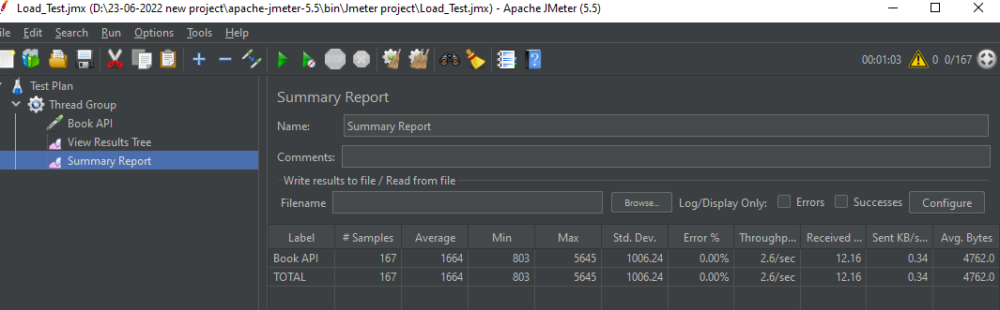 Load_Test.jmx (D:\23-06-2022 new project\apache-jmeter-5.5\bin\Jmeter project\Load_Test.jmx) - Apache JMeter (5.5)
ile Edit Search Run Options Tools Help
STOP 00:01:03 0 0/167
Test Plan
Thread Group
Book API
View Results Tree
Summary Report
Summary Report
Name: Summary Report
Comments:
Write results to file / Read from file
Filename Browse... Log/Display Only: Errors Successes Configure
Label # Samples Average Min Max Std. Dev. Error % Throughp... Received ... Sent KB/s... Avg. Bytes
Book API 167 1664 803 5645 1006.24 0.00% 2.6/sec 12.16 0.34 4762.0
TOTAL 167 1664 803 5645 1006.24 0.00% 2.6/sec 12.16 0.34 4762.0